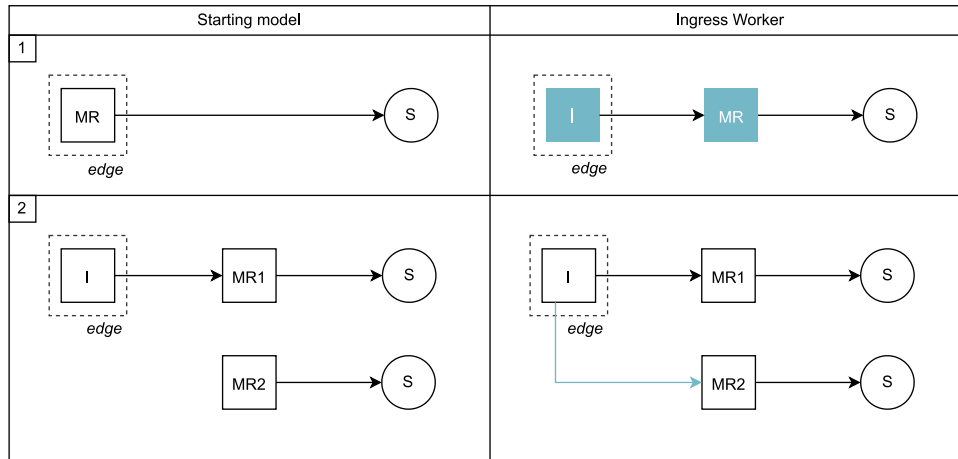 Starting model
Ingress Worker
1
MR
S
edge
I
MR
S
edge
2
I
MR1
S
edge
MR2
S
I
MR1
S
edge
MR2
S